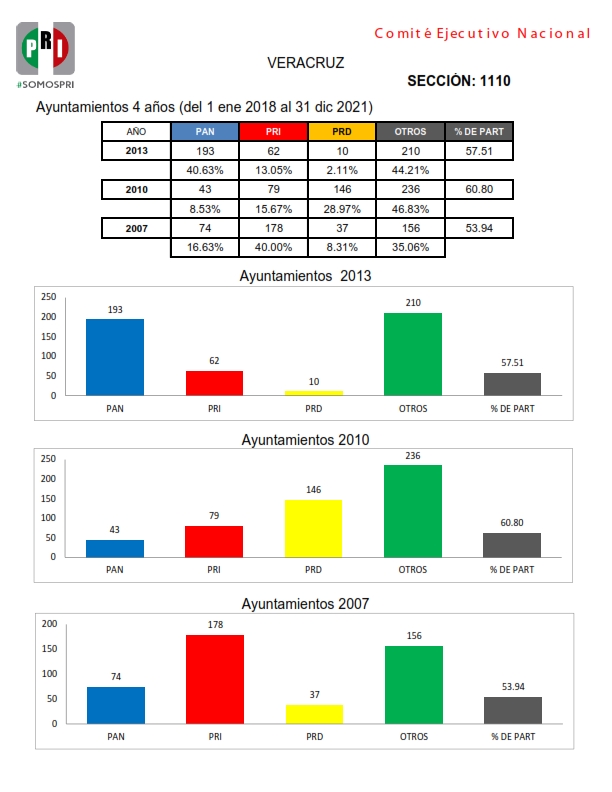 Comité Ejecutivo Nacional
PRI
#SOMOSPRI
VERACRUZ
SECCIÓN: 1110
Ayuntamientos 4 años (del 1 ene 2018 al 31 dic 2021)
AÑO PAN PRI PRD OTROS % DE PART
2013 193 62 10 210 57.51
40.63% 13.05% 2.11% 44.21%
2010 43 79 146 236 60.80
8.53% 15.67% 28.97% 46.83%
2007 74 178 37 156 53.94
16.63% 40.00% 8.31% 35.06%
Ayuntamientos 2013
250
200
150
100
50
0
193 62 10 210 57.51
PAN PRI PRD OTROS % DE PART
Ayuntamientos 2010
250
200
150
100
50
0
43 79 146 236 60.80
PAN PRI PRD OTROS % DE PART
Ayuntamientos 2007
200
150
100
50
0
74 178 37 156 53.94
PAN PRI PRD OTROS % DE PART